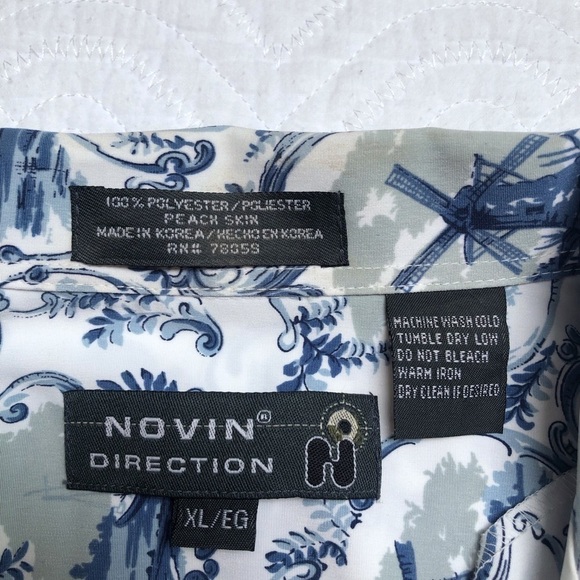 100% POLYESTER/POLIESTER
PEACH SKIN
MADE IN KOREA/HECHO EN KOREA
RN# 78055
MACHINE WASH COLD
TUMBLE DRY LOW
DO NOT BLEACH
WARM IRON
DRY CLEAN IF DESIRED
NOVIN®
DIRECTION
N
XL/EG